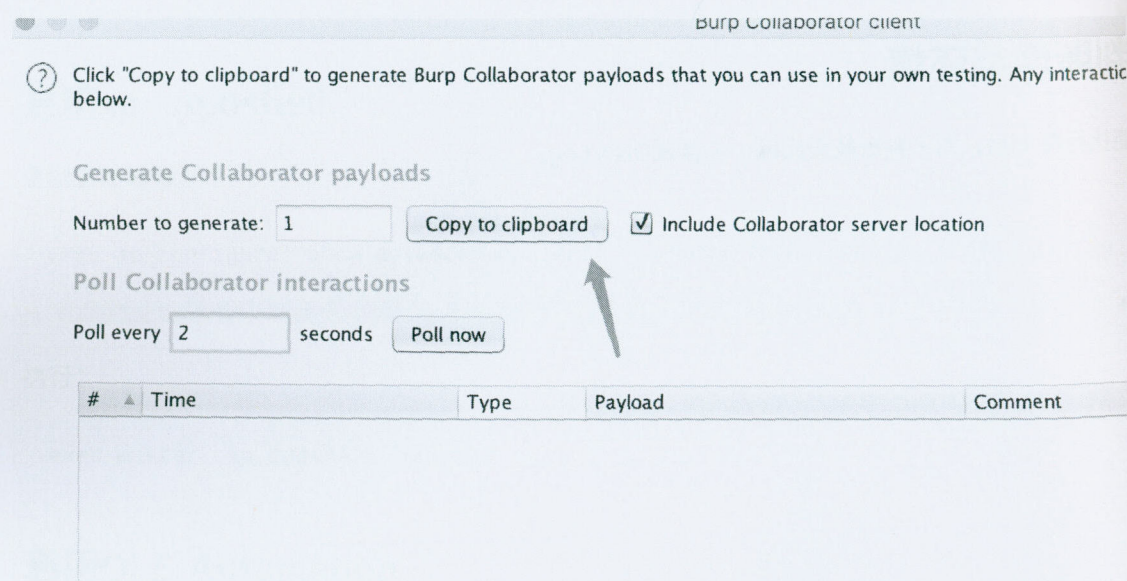 Burp Collaborator client
Click "Copy to clipboard" to generate Burp Collaborator payloads that you can use in your own testing. Any interactic
below.
Generate Collaborator payloads
Number to generate: 1 Copy to clipboard Include Collaborator server location
Poll Collaborator interactions
Poll every 2 seconds Poll now
# Time Type Payload Comment